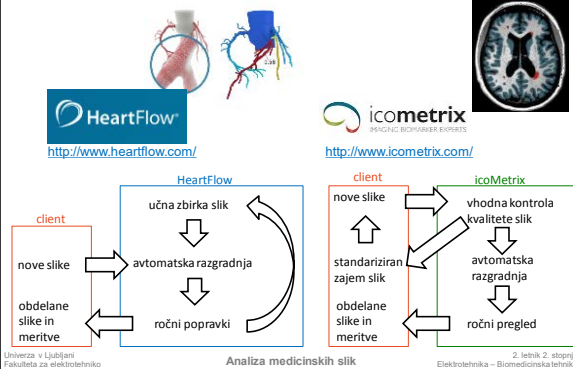 HeartFlow®
icometrix
IMAGING BIOMARKER EXPERTS
http://www.heartflow.com/
http://www.icometrix.com/
HeartFlow
client
učna zbirka slik
nove slike
avtomatska razgradnja
obdelane
slike in
meritve
ročni popravki
client
icoMetrix
nove slike
vhodna kontrola
kvalitete slik
standariziran
zajem slik
avtomatska
razgradnja
obdelane
slike in
meritve
ročni pregled
Univerza v Ljubljani
Fakulteta za elektrotehniko
Analiza medicinskih slik
2. letnik 2. stopnj
Elektrotehnika – Biomedicinska tehnik